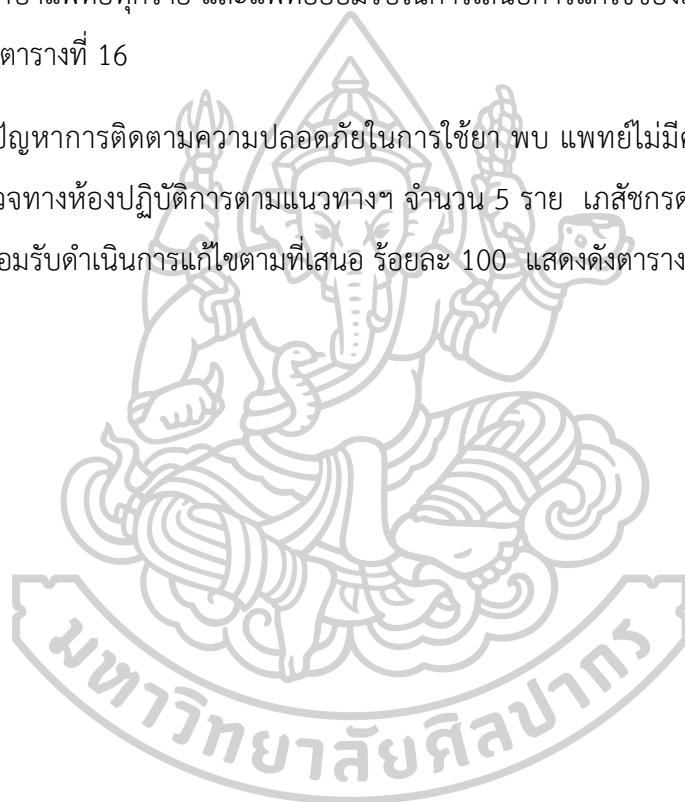 ตารางที่ 16
ปัญหาการติดตามความปลอดภัยในการใช้ยา พบ แพทย์ไม่มี
วจทางห้องปฏิบัติการตามแนวทางฯ จำนวน 5 ราย เภสัชกร
อมรับดำเนินการแก้ไขตามที่เสนอ ร้อยละ 100 แสดงดังตาราง
มหาวิทยาลัยศิลปากร